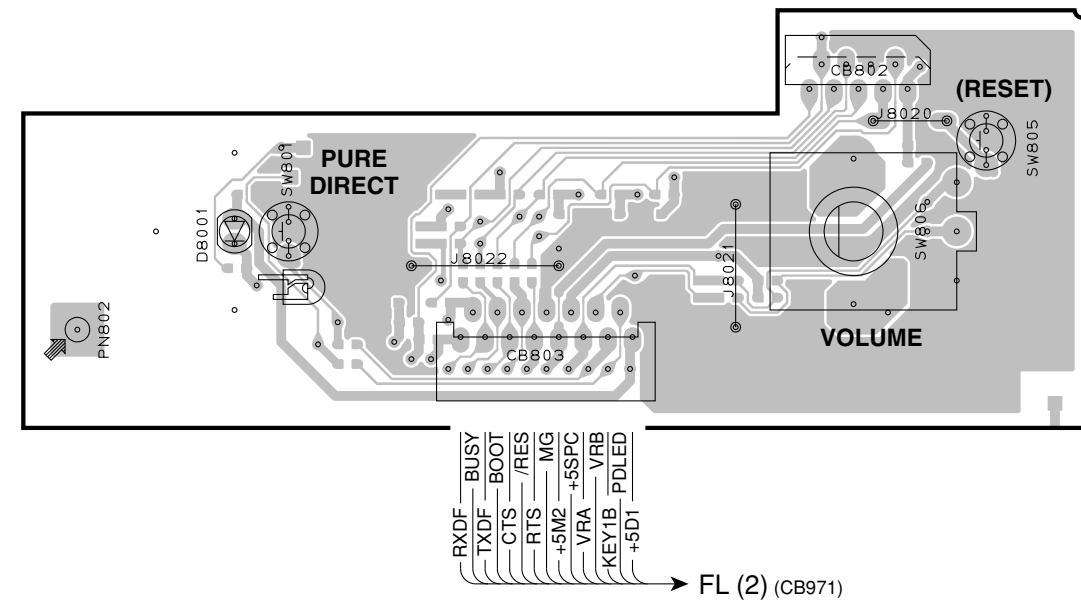 CB802
(RESET)
J8020
SW805
SW801
PURE
DIRECT
D8001
J8022
J8021
SW806
PN802
CB803
VOLUME
RXDF
BUSY
TXDF
BOOT
CTS
/RES
RTS
MG
+5M2
+5SPC
VRA
VRB
KEY1B
PDLED
+5D1
FL (2) (CB971)